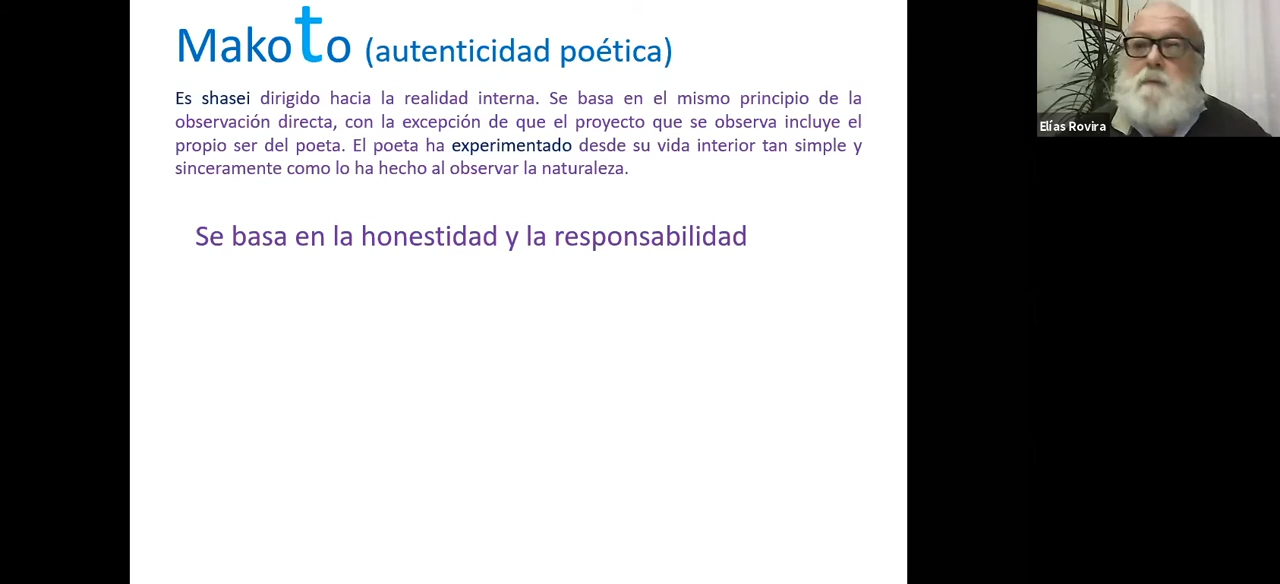 Makoto (autenticidad poética)
Es shasei dirigido hacia la realidad interna. Se basa en el mismo principio de la
observación directa, con la excepción de que el proyecto que se observa incluye el
propio ser del poeta. El poeta ha experimentado desde su vida interior tan simple y
sinceramente como lo ha hecho al observar la naturaleza.
Se basa en la honestidad y la responsabilidad
Elías Rovira